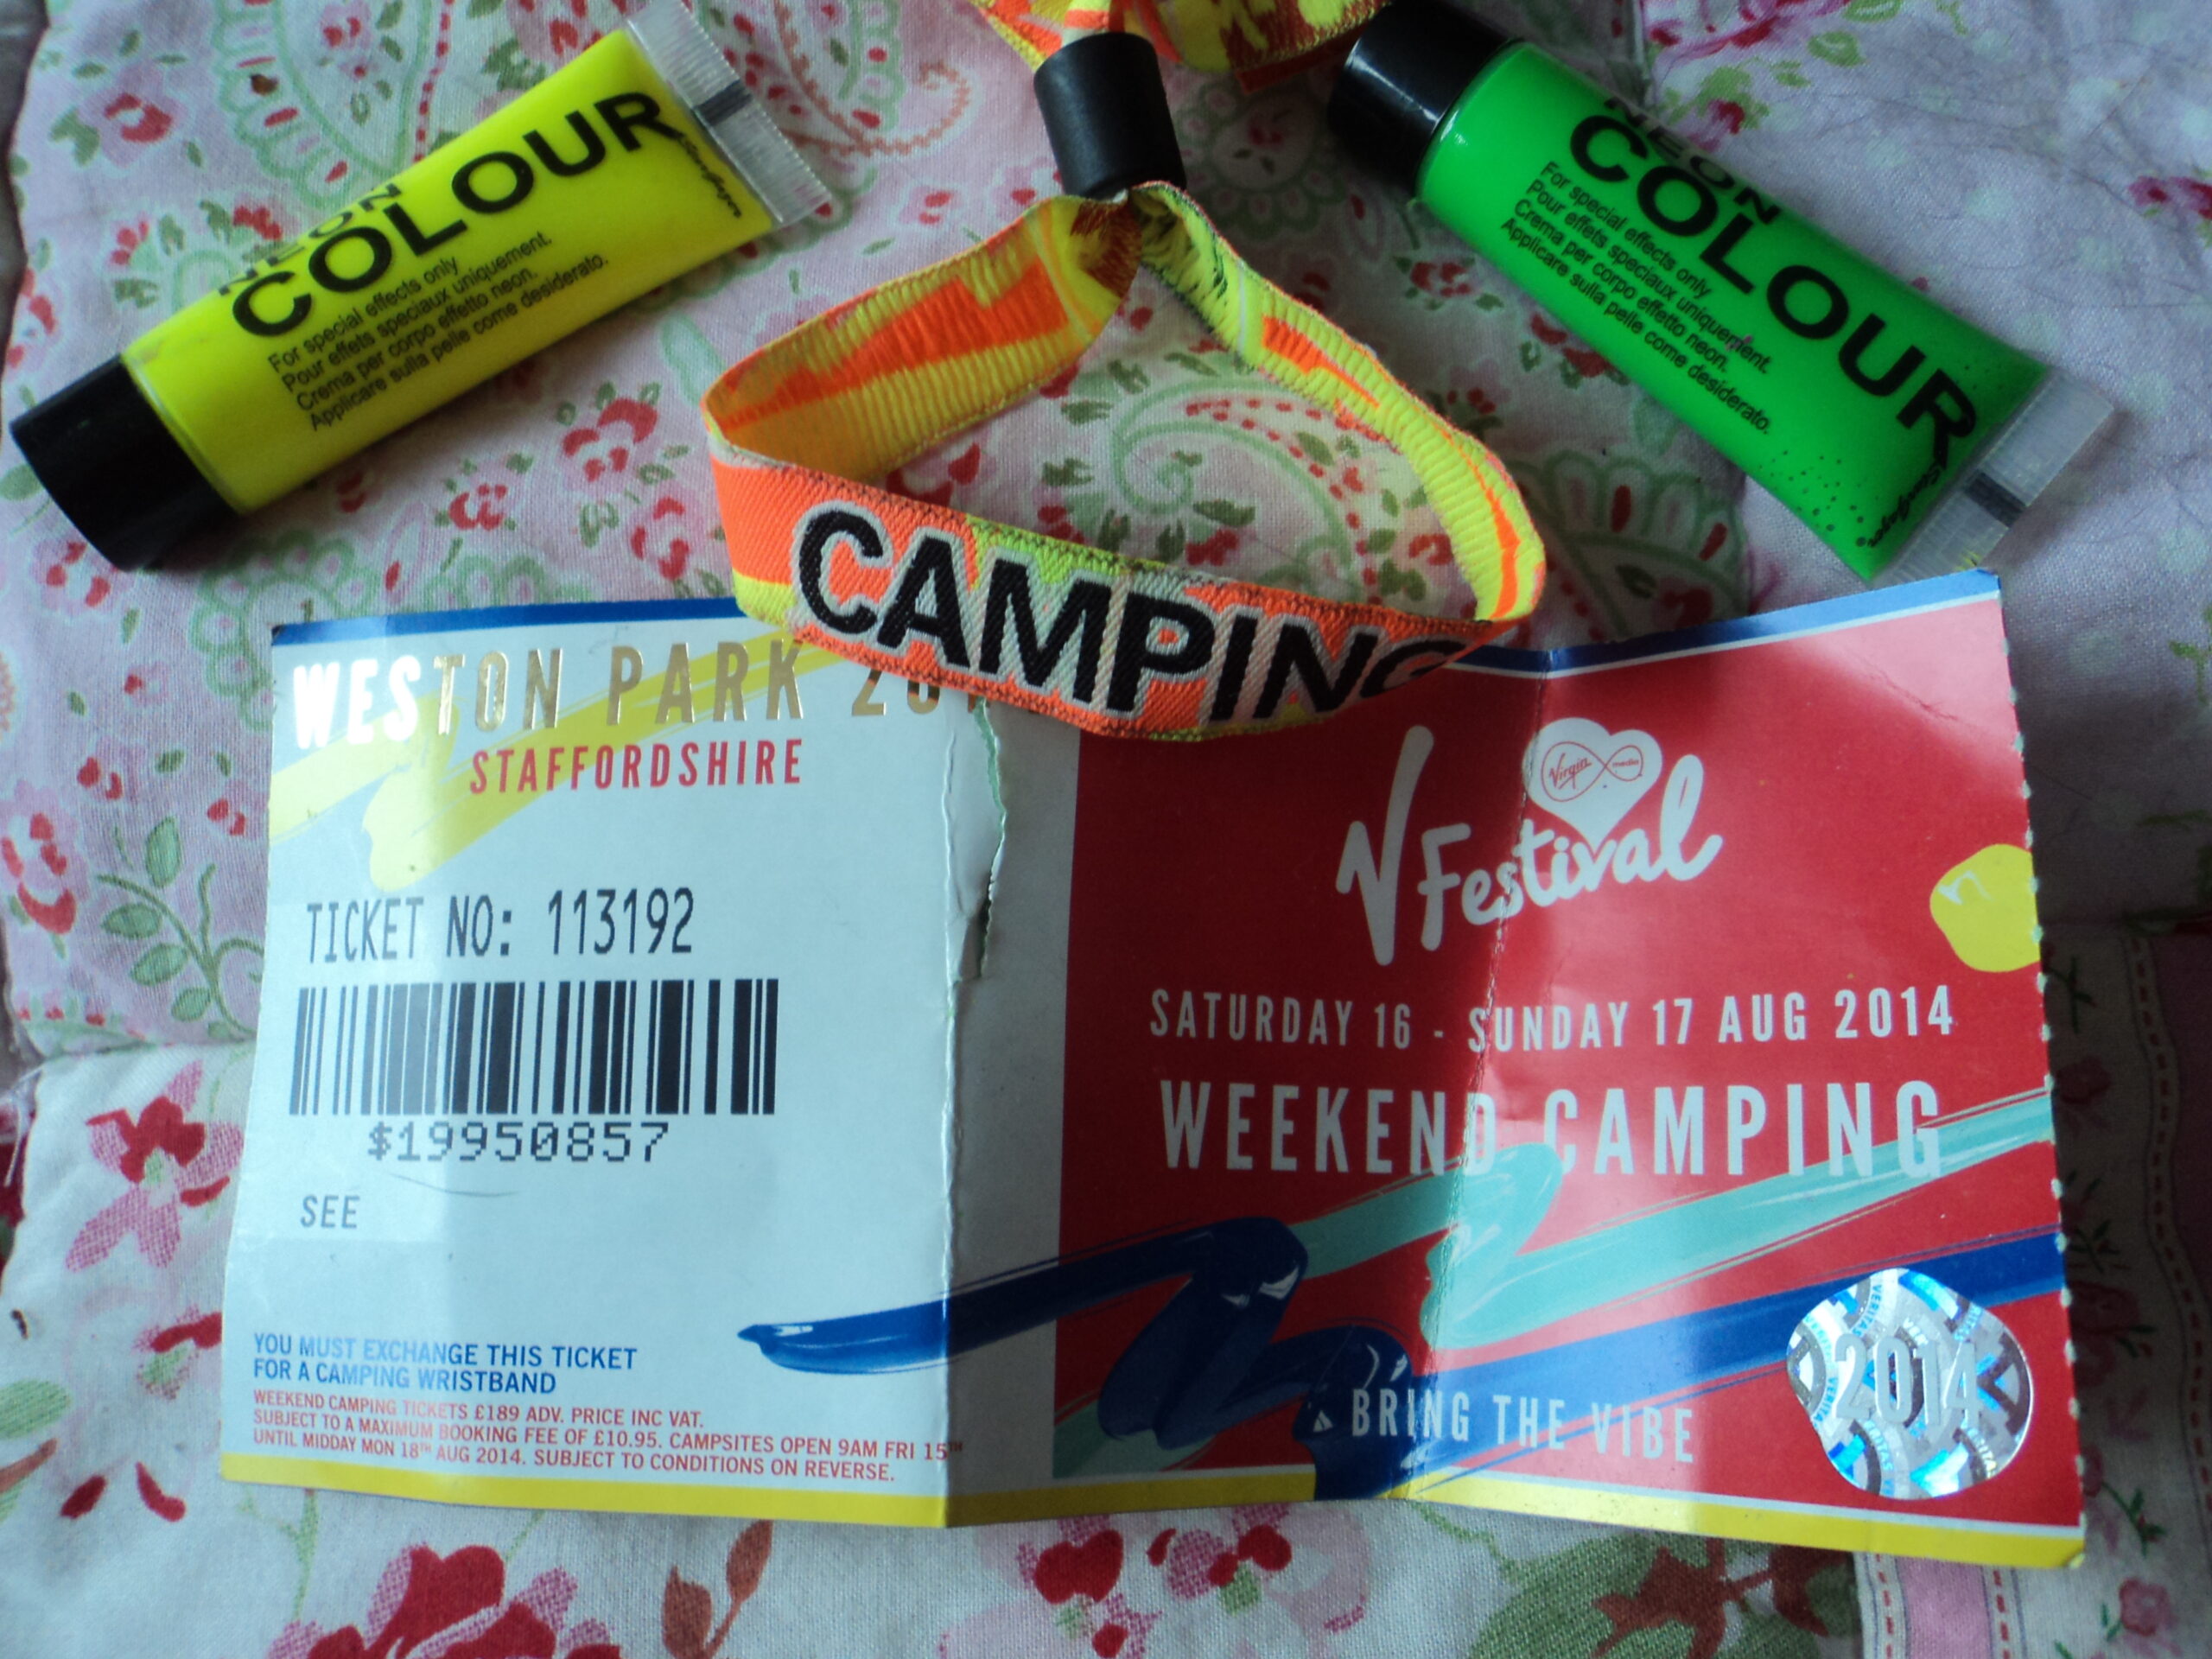 NEON
COLOUR
For special effects only
Pour effets speciaux uniquement.
Crema per corpo effetto neon.
Applicare sulla pelle come desiderato.
NEON
COLOUR
For special effects only
Pour effets speciaux uniquement.
Crema per corpo effetto neon.
Applicare sulla pelle come desiderato.
CAMPING
WESTON PARK
STAFFORDSHIRE
TICKET NO: 113192
$19950857
SEE
YOU MUST EXCHANGE THIS TICKET
FOR A CAMPING WRISTBAND
WEEKEND CAMPING TICKETS £189 ADV. PRICE INC VAT.
SUBJECT TO A MAXIMUM BOOKING FEE OF £10.95. CAMPSITES OPEN 9AM FRI 15TH
UNTIL MIDDAY MON 18TH AUG 2014. SUBJECT TO CONDITIONS ON REVERSE.
Virgin media
V Festival
SATURDAY 16 - SUNDAY 17 AUG 2014
WEEKEND CAMPING
BRING THE VIBE
2014